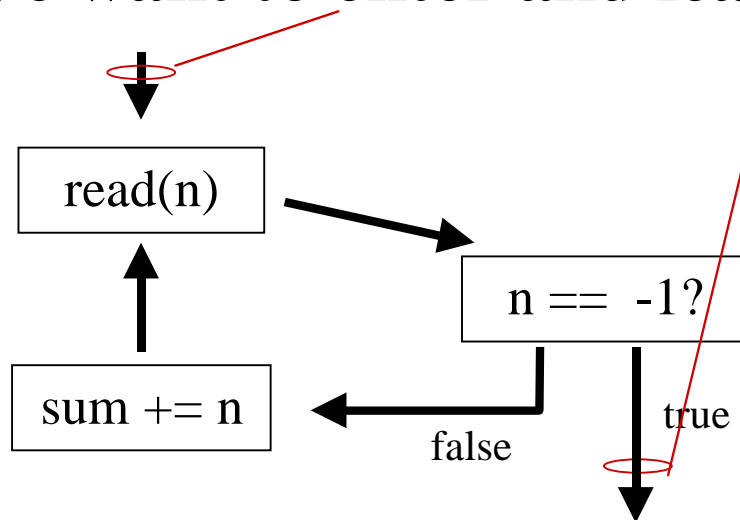 read(n)
n == -1?
sum += n
true
false